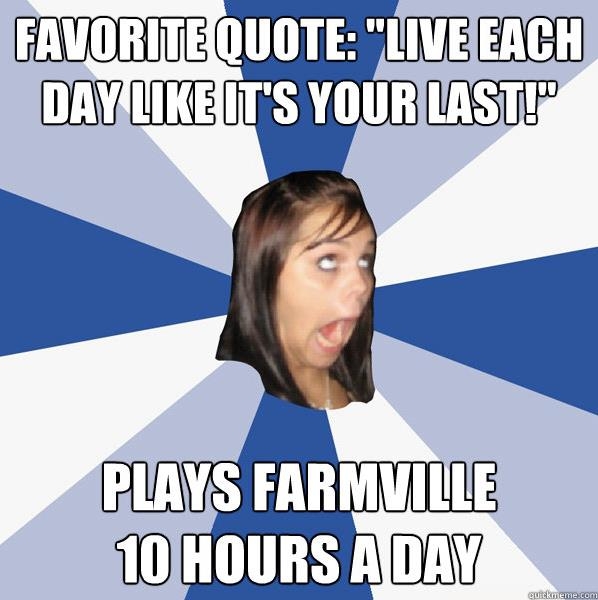 FAVORITE QUOTE: "LIVE EACH
DAY LIKE IT'S YOUR LAST!"
PLAYS FARMVILLE
10 HOURS A DAY
quickmeme.com